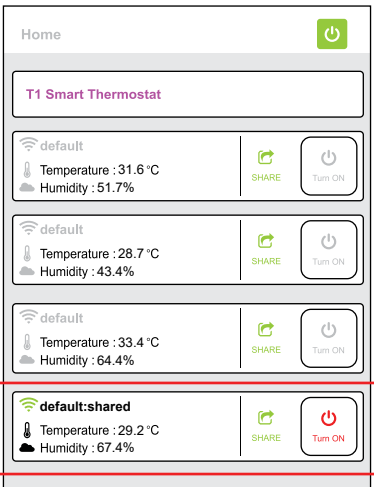 Home
T1 Smart Thermostat
default
Temperature : 31.6 °C
Humidity : 51.7%
SHARE
Turn ON
default
Temperature : 28.7 °C
Humidity : 43.4%
SHARE
Turn ON
default
Temperature : 33.4 °C
Humidity : 64.4%
SHARE
Turn ON
default:shared
Temperature : 29.2 °C
Humidity : 67.4%
SHARE
Turn ON